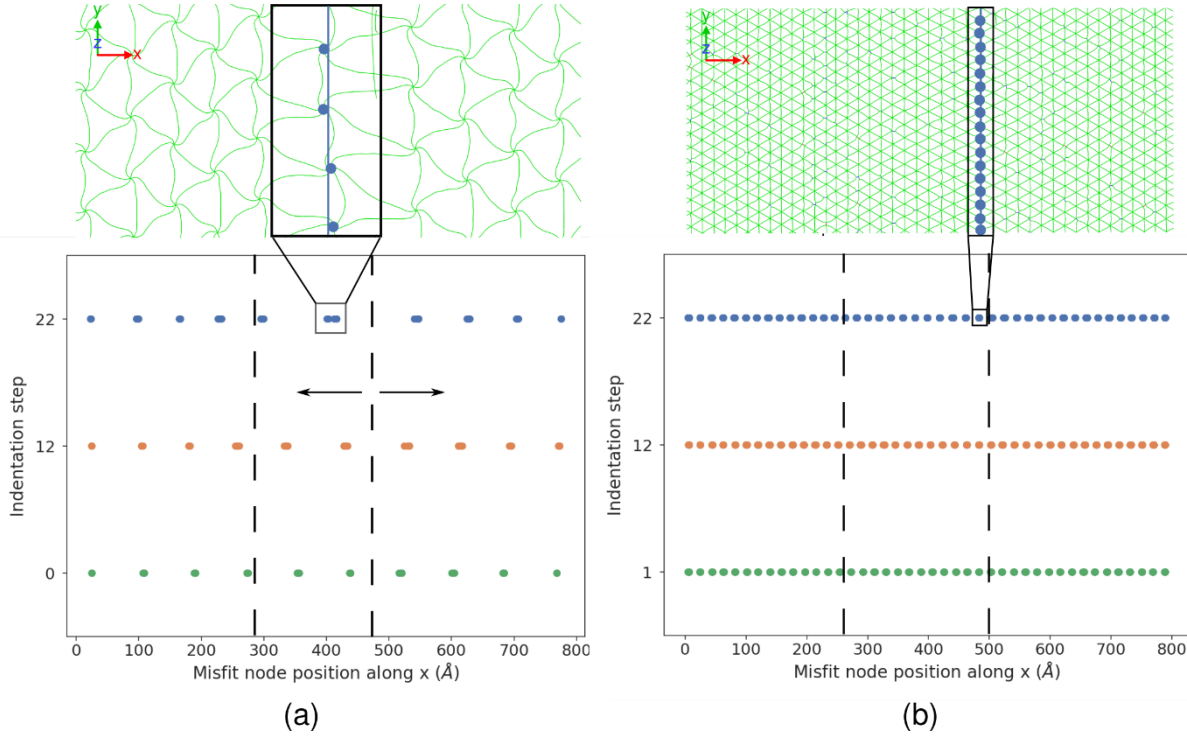 y
z
x
22
12
0
Indentation step
0 100 200 300 400 500 600 700 800
Misfit node position along x (Å)
(a)
y
z
x
22
12
1
Indentation step
0 100 200 300 400 500 600 700 800
Misfit node position along x (Å)
(b)